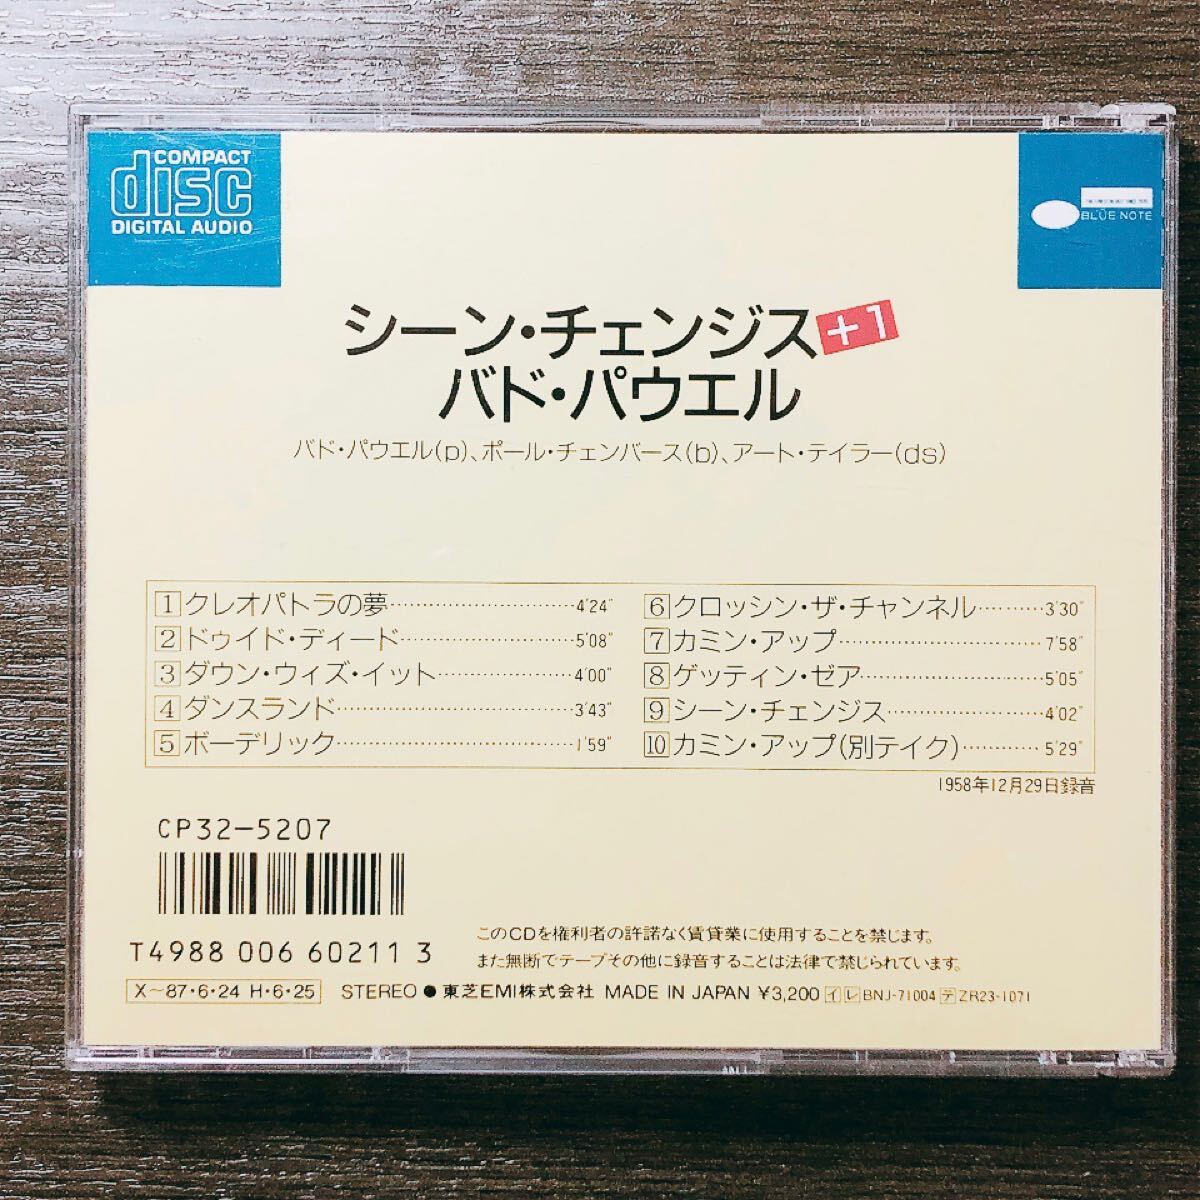 COMPACT
disc
DIGITAL AUDIO
BLUE NOTE
シーン・チェンジス+1
バド・パウエル
バド・パウエル(p)、ポール・チェンバース(b)、アート・テイラー(ds)
1 クレオパトラの夢 4'24"
2 ドゥイド・ディード 5'08"
3 ダウン・ウィズ・イット 4'00"
4 ダンスランド 3'43"
5 ボーデリック 1'59"
6 クロッシン・ザ・チャンネル 3'30"
7 カミン・アップ 7'58"
8 ゲッティン・ゼア 5'05"
9 シーン・チェンジス 4'02"
10 カミン・アップ(別テイク) 5'29"
1958年12月29日録音
CP32-5207
T4988 006 60211 3
このCDを権利者の許諾なく賃貸業に使用することを禁じます。
また無断でテープその他に録音することは法律で禁じられています。
X〜87・6・24 H・6・25 STEREO ● 東芝EMI株式会社 MADE IN JAPAN ¥3,200 イレ BNJ-71004 テ ZR23-1071